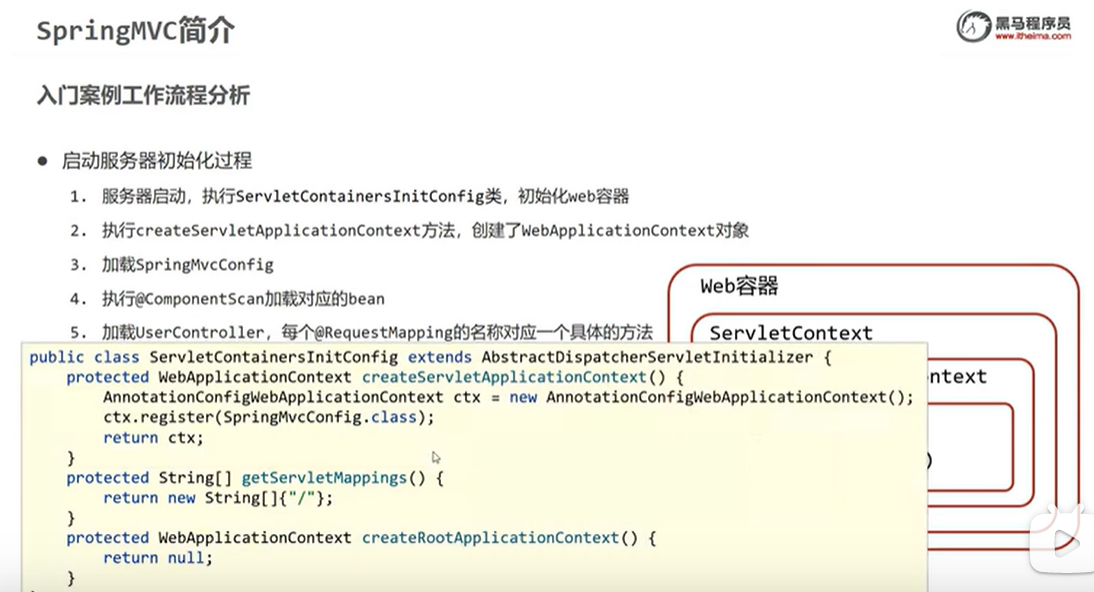 SpringMVC简介
黑马程序员
www.itheima.com
入门案例工作流程分析
● 启动服务器初始化过程
1. 服务器启动，执行ServletContainersInitConfig类，初始化web容器
2. 执行createServletApplicationContext方法，创建了WebApplicationContext对象
3. 加载SpringMvcConfig
4. 执行@ComponentScan加载对应的bean
5. 加载UserController，每个@RequestMapping的名称对应一个具体的方法
Web容器
ServletContext
ntext
)
public class ServletContainersInitConfig extends AbstractDispatcherServletInitializer {
protected WebApplicationContext createServletApplicationContext() {
AnnotationConfigWebApplicationContext ctx = new AnnotationConfigWebApplicationContext();
ctx.register(SpringMvcConfig.class);
return ctx;
}
protected String[] getServletMappings() {
return new String[]{"/"};
}
protected WebApplicationContext createRootApplicationContext() {
return null;
}